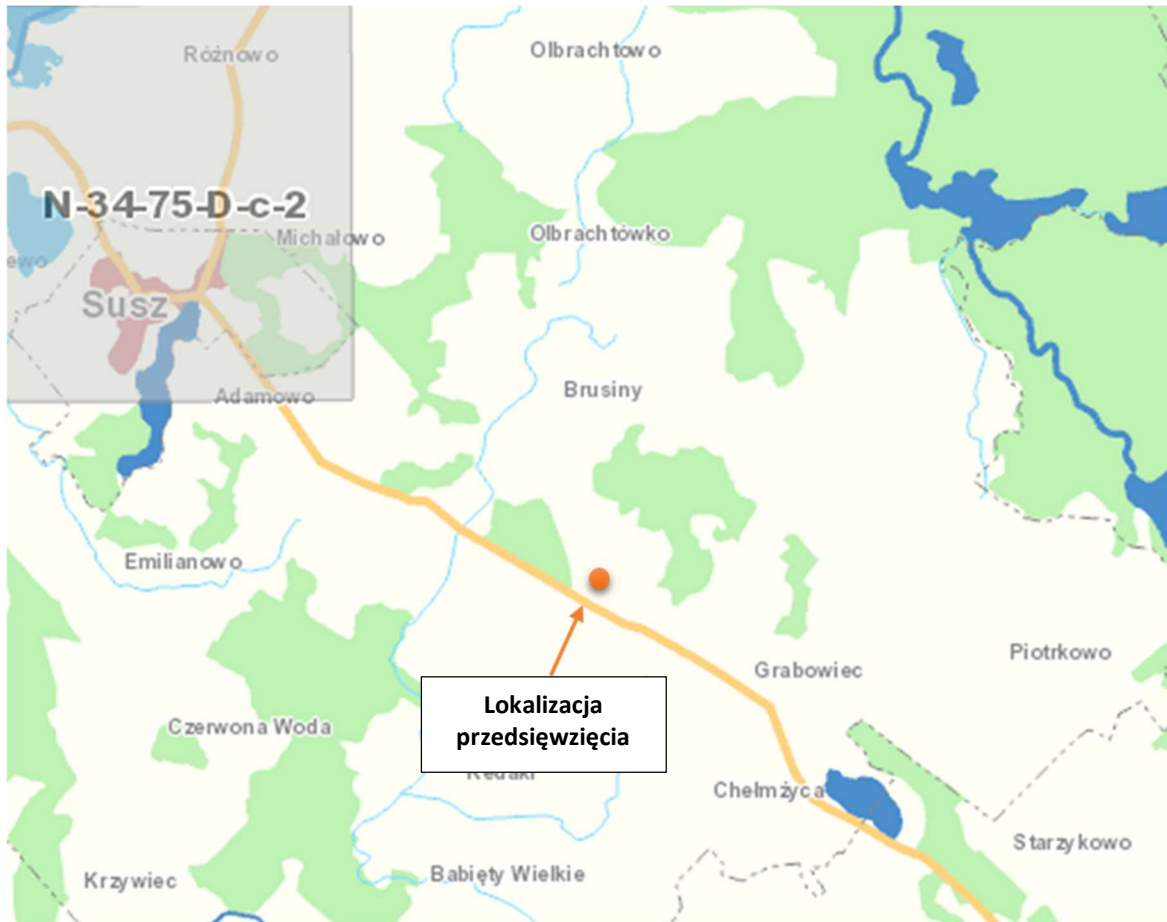 Różnowo
Olbrachtowo
N-34-75-D-c-2
Michałowo
Olbrachtówko
ewo
Susz
Adamowo
Brusiny
Emilianowo
Grabowiec
Piotrkowo
Lokalizacja
przedsięwzięcia
Czerwona Woda
Chełmżyca
Starzykowo
Krzywiec
Babięty Wielkie